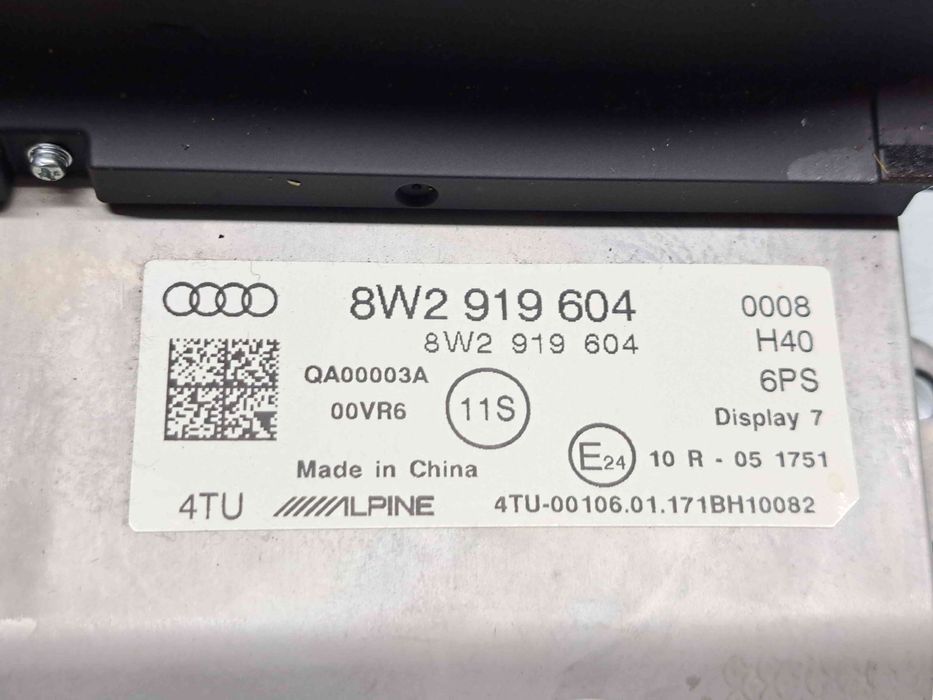 8W2 919 604 0008
8W2 919 604 H40
QA00003A 11S 6PS
00VR6 Display 7
Made in China E24 10 R - 05 1751
4TU ALPINE 4TU-00106.01.171BH10082